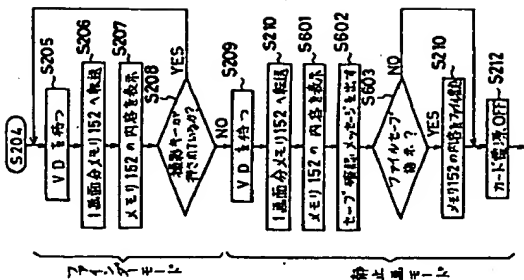 S204
S205
VDを待つ
S206
1画面分メモリ152へ転送
S207
メモリ152の内容を表示
S208
撮影キーが
押されているか?
YES
NO
S209
VDを待つ
S210
1画面分メモリ152へ転送
S601
メモリ152の内容を表示
S602
セーブ確認メッセージを出す
S603
ファイルセーブ
指示?
NO
YES
S210
メモリ152の内容をファイル
S212
カード電源OFF
ファインダーモード
静止画モード